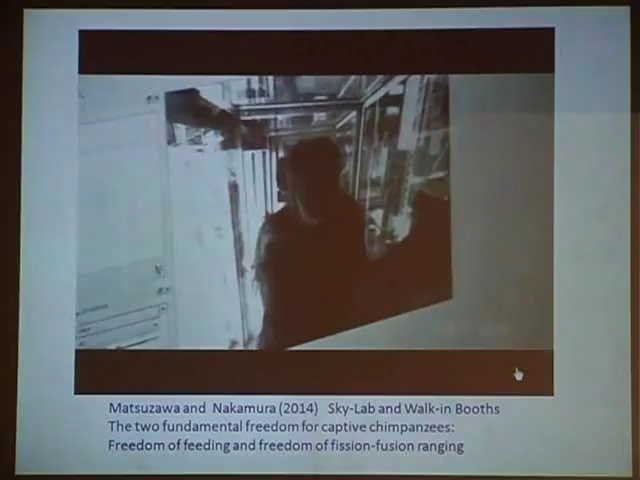 Matsuzawa and Nakamura (2014) Sky-Lab and Walk-in Booths
The two fundamental freedom for captive chimpanzees:
Freedom of feeding and freedom of fission-fusion ranging